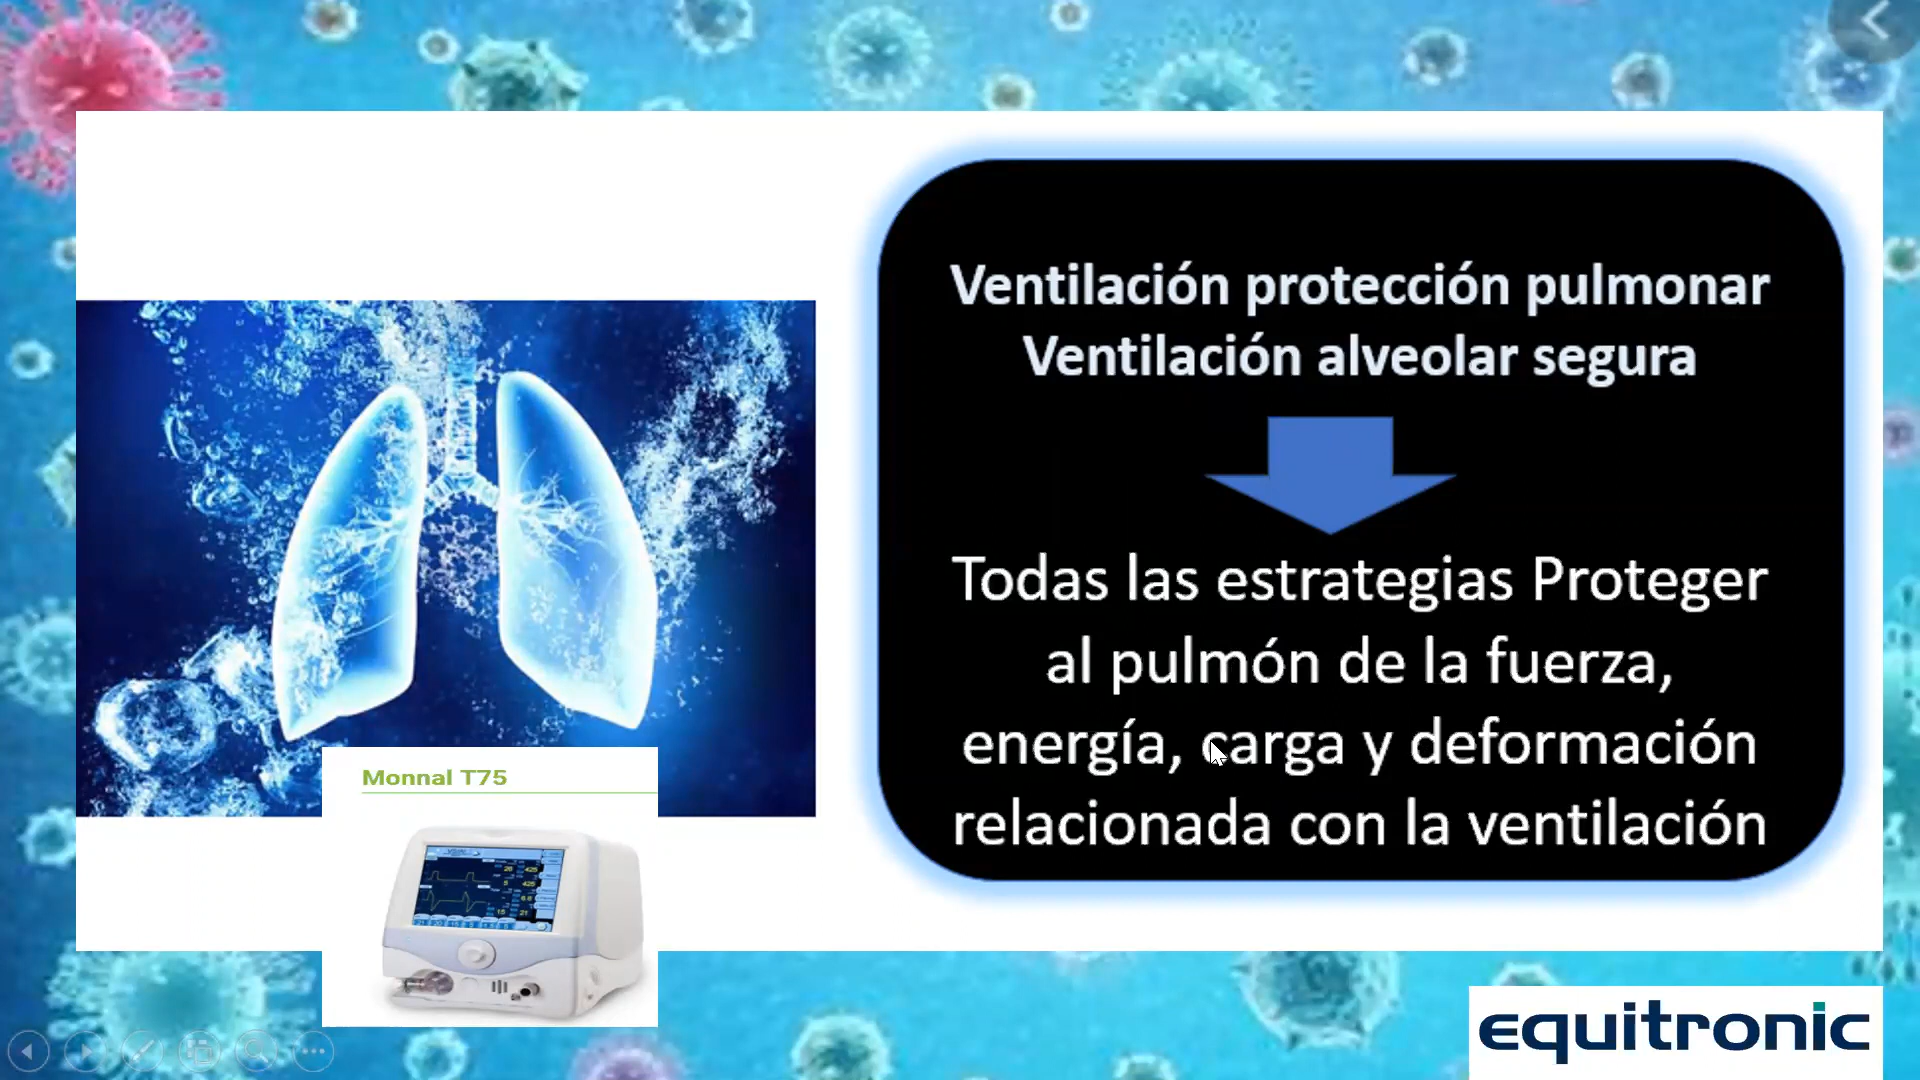 Ventilación protección pulmonar
Ventilación alveolar segura
Todas las estrategias Proteger
al pulmón de la fuerza,
energía, carga y deformación
relacionada con la ventilación
Monnal T75
equitronic